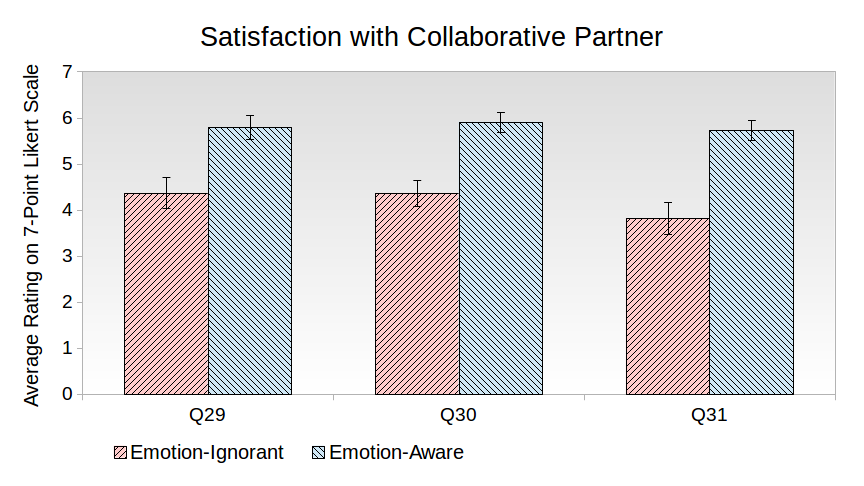 Satisfaction with Collaborative Partner
Average Rating on 7-Point Likert Scale
7
6
5
4
3
2
1
0
Q29 Q30 Q31
Emotion-Ignorant Emotion-Aware